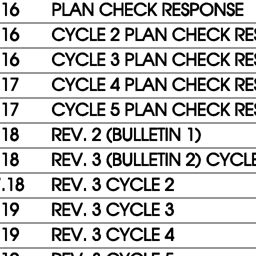 16 PLAN CHECK RESPONSE
16 CYCLE 2 PLAN CHECK RES
16 CYCLE 3 PLAN CHECK RES
17 CYCLE 4 PLAN CHECK RES
17 CYCLE 5 PLAN CHECK RES
18 REV. 2 (BULLETIN 1)
18 REV. 3 (BULLETIN 2) CYCLE
.18 REV. 3 CYCLE 2
19 REV. 3 CYCLE 3
19 REV. 3 CYCLE 4